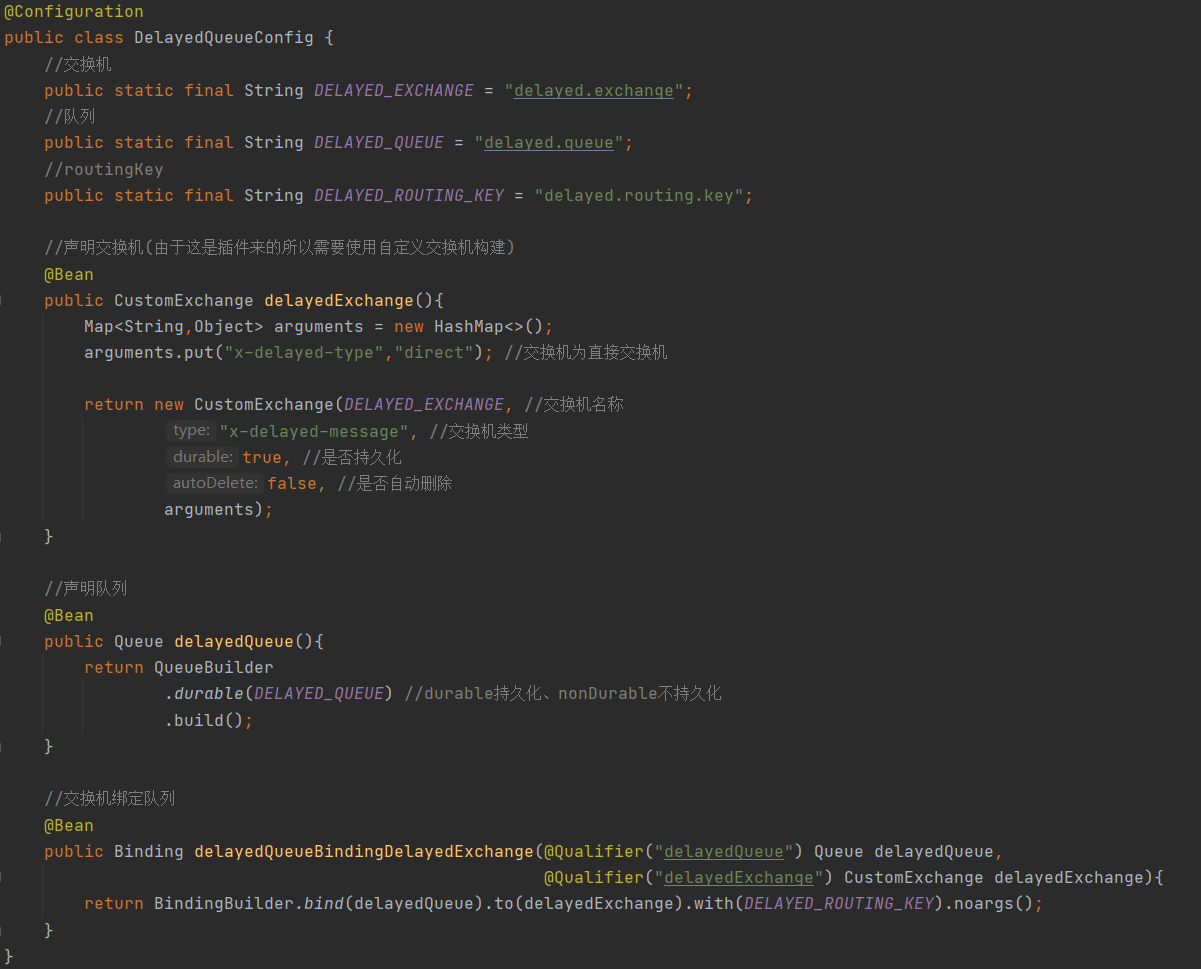 @Configuration
public class DelayedQueueConfig {
//交换机
public static final String DELAYED_EXCHANGE = "delayed.exchange";
//队列
public static final String DELAYED_QUEUE = "delayed.queue";
//routingKey
public static final String DELAYED_ROUTING_KEY = "delayed.routing.key";
//声明交换机(由于这是插件来的所以需要使用自定义交换机构建)
@Bean
public CustomExchange delayedExchange(){
Map<String,Object> arguments = new HashMap<>();
arguments.put("x-delayed-type","direct"); //交换机为直接交换机
return new CustomExchange(DELAYED_EXCHANGE, //交换机名称
type: "x-delayed-message", //交换机类型
durable: true, //是否持久化
autoDelete: false, //是否自动删除
arguments);
}
//声明队列
@Bean
public Queue delayedQueue(){
return QueueBuilder
.durable(DELAYED_QUEUE) //durable持久化、nonDurable不持久化
.build();
}
//交换机绑定队列
@Bean
public Binding delayedQueueBindingDelayedExchange(@Qualifier("delayedQueue") Queue delayedQueue,
@Qualifier("delayedExchange") CustomExchange delayedExchange){
return BindingBuilder.bind(delayedQueue).to(delayedExchange).with(DELAYED_ROUTING_KEY).noargs();
}
}